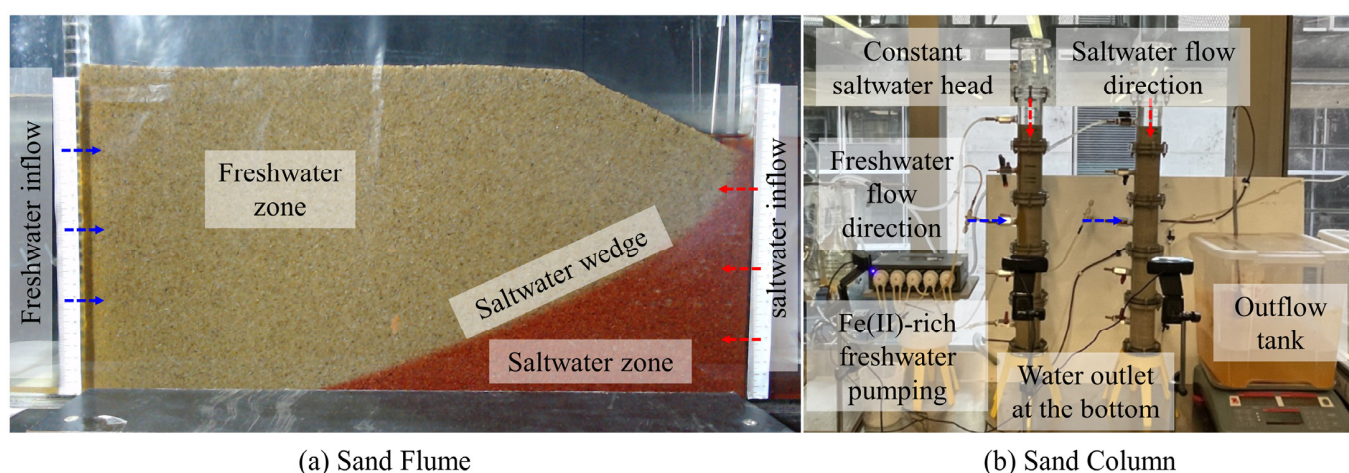 Freshwater inflow
Freshwater
zone
Saltwater wedge
Saltwater zone
saltwater inflow
(a) Sand Flume
Constant
saltwater head
Saltwater flow
direction
Freshwater
flow
direction
Fe(II)-rich
freshwater
pumping
Water outlet
at the bottom
Outflow
tank
(b) Sand Column